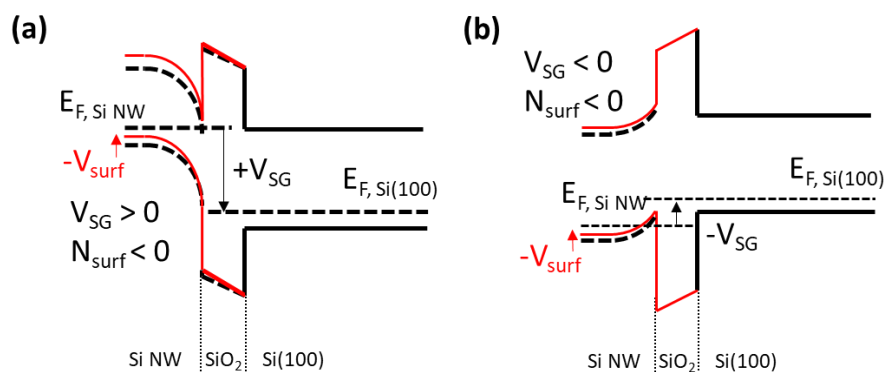 (a)
E_F, Si NW
-V_surf
+V_SG
E_F, Si(100)
V_SG > 0
N_surf < 0
Si NW SiO₂ Si(100)
(b)
V_SG < 0
N_surf < 0
E_F, Si(100)
E_F, Si NW
-V_SG
-V_surf
Si NW SiO₂ Si(100)